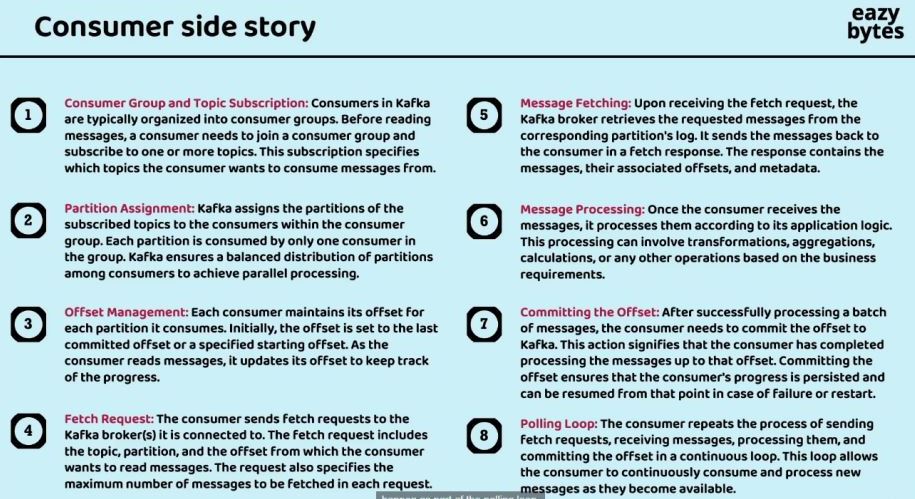 Consumer side story
eazy
bytes
1
Consumer Group and Topic Subscription: Consumers in Kafka
are typically organized into consumer groups. Before reading
messages, a consumer needs to join a consumer group and
subscribe to one or more topics. This subscription specifies
which topics the consumer wants to consume messages from.
2
Partition Assignment: Kafka assigns the partitions of the
subscribed topics to the consumers within the consumer
group. Each partition is consumed by only one consumer in
the group. Kafka ensures a balanced distribution of partitions
among consumers to achieve parallel processing.
3
Offset Management: Each consumer maintains its offset for
each partition it consumes. Initially, the offset is set to the last
committed offset or a specified starting offset. As the
consumer reads messages, it updates its offset to keep track
of the progress.
4
Fetch Request: The consumer sends fetch requests to the
Kafka broker(s) it is connected to. The fetch request includes
the topic, partition, and the offset from which the consumer
wants to read messages. The request also specifies the
maximum number of messages to be fetched in each request.
5
Message Fetching: Upon receiving the fetch request, the
Kafka broker retrieves the requested messages from the
corresponding partition's log. It sends the messages back to
the consumer in a fetch response. The response contains the
messages, their associated offsets, and metadata.
6
Message Processing: Once the consumer receives the
messages, it processes them according to its application logic.
This processing can involve transformations, aggregations,
calculations, or any other operations based on the business
requirements.
7
Committing the Offset: After successfully processing a batch
of messages, the consumer needs to commit the offset to
Kafka. This action signifies that the consumer has completed
processing the messages up to that offset. Committing the
offset ensures that the consumer's progress is persisted and
can be resumed from that point in case of failure or restart.
8
Polling Loop: The consumer repeats the process of sending
fetch requests, receiving messages, processing them, and
committing the offset in a continuous loop. This loop allows
the consumer to continuously consume and process new
messages as they become available.
happen as part of the polling loop